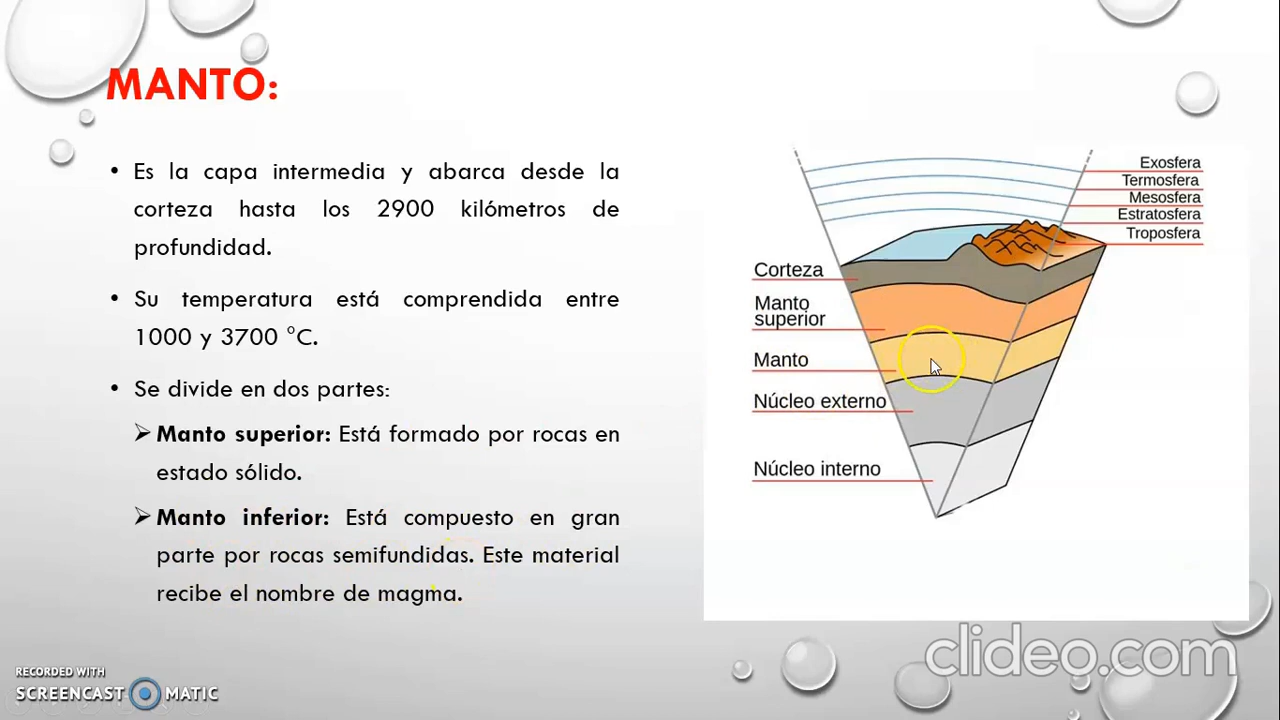 MANTO:
• Es la capa intermedia y abarca desde la
corteza hasta los 2900 kilómetros de
profundidad.
• Su temperatura está comprendida entre
1000 y 3700 °C.
• Se divide en dos partes:
➢ Manto superior: Está formado por rocas en
estado sólido.
➢ Manto inferior: Está compuesto en gran
parte por rocas semifundidas. Este material
recibe el nombre de magma.
Exosfera
Termosfera
Mesosfera
Estratosfera
Troposfera
Corteza
Manto
superior
Manto
Núcleo externo
Núcleo interno
clideo.com
RECORDED WITH
SCREENCAST MATIC